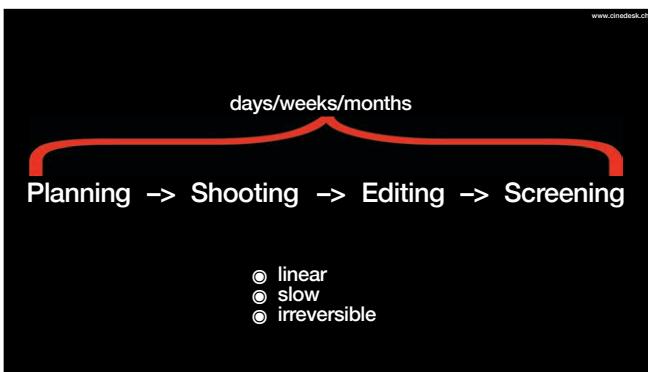 www.cinedesk.ch
days/weeks/months
Planning –> Shooting –> Editing –> Screening
◉ linear
◉ slow
◉ irreversible